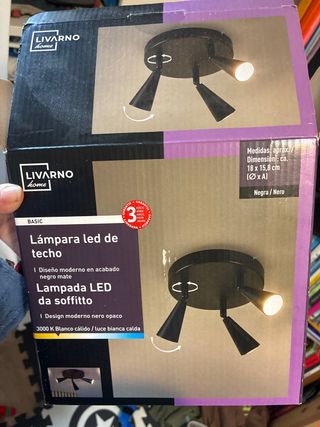 LIVARNO
home
LIVARNO
home
Medidas: aprox. /
Dimensioni: ca.
18 x 15,8 cm
(Ø x A)
Negra / Nero
BASIC
3
Lámpara led de
techo
| Diseño moderno en acabado
negro mate
Lampada LED
da soffitto
| Design moderno nero opaco
3000 K Blanco cálido / luce bianca calda